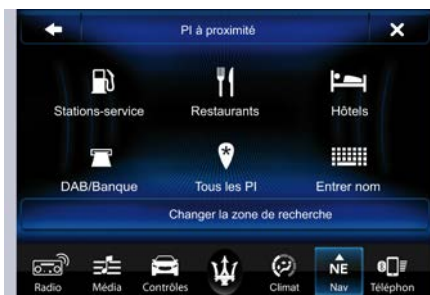 PI à proximité
Stations-service
Restaurants
Hôtels
DAB/Banque
Tous les PI
Entrer nom
Changer la zone de recherche
Radio
Média
Contrôles
Climat
NE
Nav
Téléphon